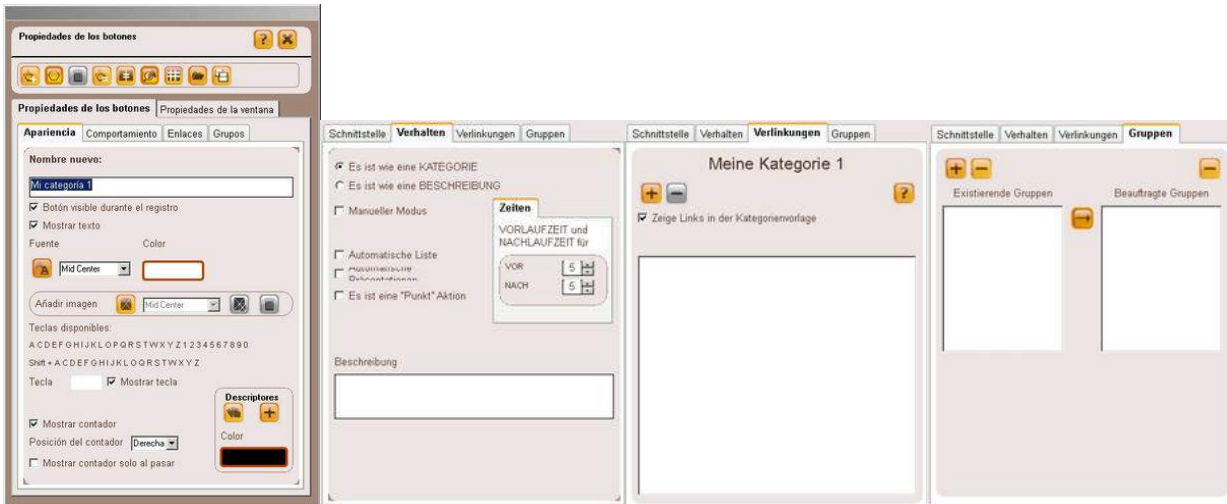 Propiedades de los botones
Propiedades de los botones Propiedades de la ventana
Apariencia Comportamiento Enlaces Grupos
Nombre nuevo:
Mi categoría 1
Botón visible durante el registro
Mostrar texto
Fuente Color
A Mid Center
Añadir imagen Mid Center
Teclas disponibles:
A C D E F G H I J K L O P Q R S T W X Y Z 1 2 3 4 5 6 7 8 9 0
Shift + A C D E F G H I J K L O Q R S T W X Y Z
Tecla Mostrar tecla
Descriptores
Mostrar contador
Color
Posición del contador Derecha
Mostrar contador solo al pasar
Schnittstelle Verhalten Verlinkungen Gruppen
Es ist wie eine KATEGORIE
Es ist wie eine BESCHREIBUNG
Manueller Modus
Zeiten
VORLAUFZEIT und
NACHLAUFZEIT für
Automatische Liste
VOR 5
Automatische
Präsentationen
NACH 5
Es ist eine "Punkt" Aktion
Beschreibung
Schnittstelle Verhalten Verlinkungen Gruppen
Meine Kategorie 1
+ - ?
Zeige Links in der Kategorienvorlage
Schnittstelle Verhalten Verlinkungen Gruppen
+ - -
Existierende Gruppen Beauftragte Gruppen